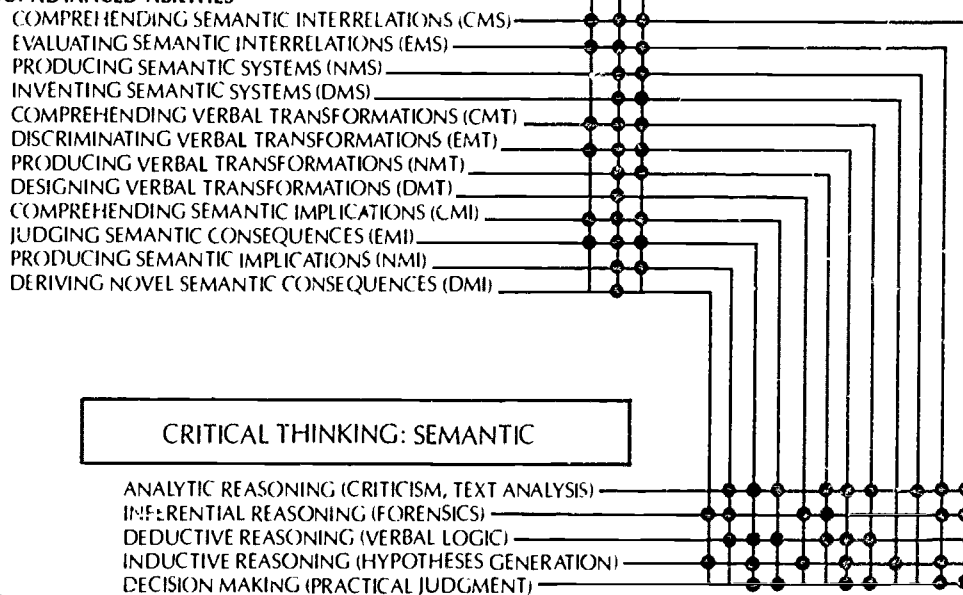 COMPREHENDING SEMANTIC INTERRELATIONS (CMS)
EVALUATING SEMANTIC INTERRELATIONS (EMS)
PRODUCING SEMANTIC SYSTEMS (NMS)
INVENTING SEMANTIC SYSTEMS (DMS)
COMPREHENDING VERBAL TRANSFORMATIONS (CMT)
DISCRIMINATING VERBAL TRANSFORMATIONS (EMT)
PRODUCING VERBAL TRANSFORMATIONS (NMT)
DESIGNING VERBAL TRANSFORMATIONS (DMT)
COMPREHENDING SEMANTIC IMPLICATIONS (CMI)
JUDGING SEMANTIC CONSEQUENCES (EMI)
PRODUCING SEMANTIC IMPLICATIONS (NMI)
DERIVING NOVEL SEMANTIC CONSEQUENCES (DMI)
CRITICAL THINKING: SEMANTIC
ANALYTIC REASONING (CRITICISM, TEXT ANALYSIS)
INFERENTIAL REASONING (FORENSICS)
DEDUCTIVE REASONING (VERBAL LOGIC)
INDUCTIVE REASONING (HYPOTHESES GENERATION)
DECISION MAKING (PRACTICAL JUDGMENT)